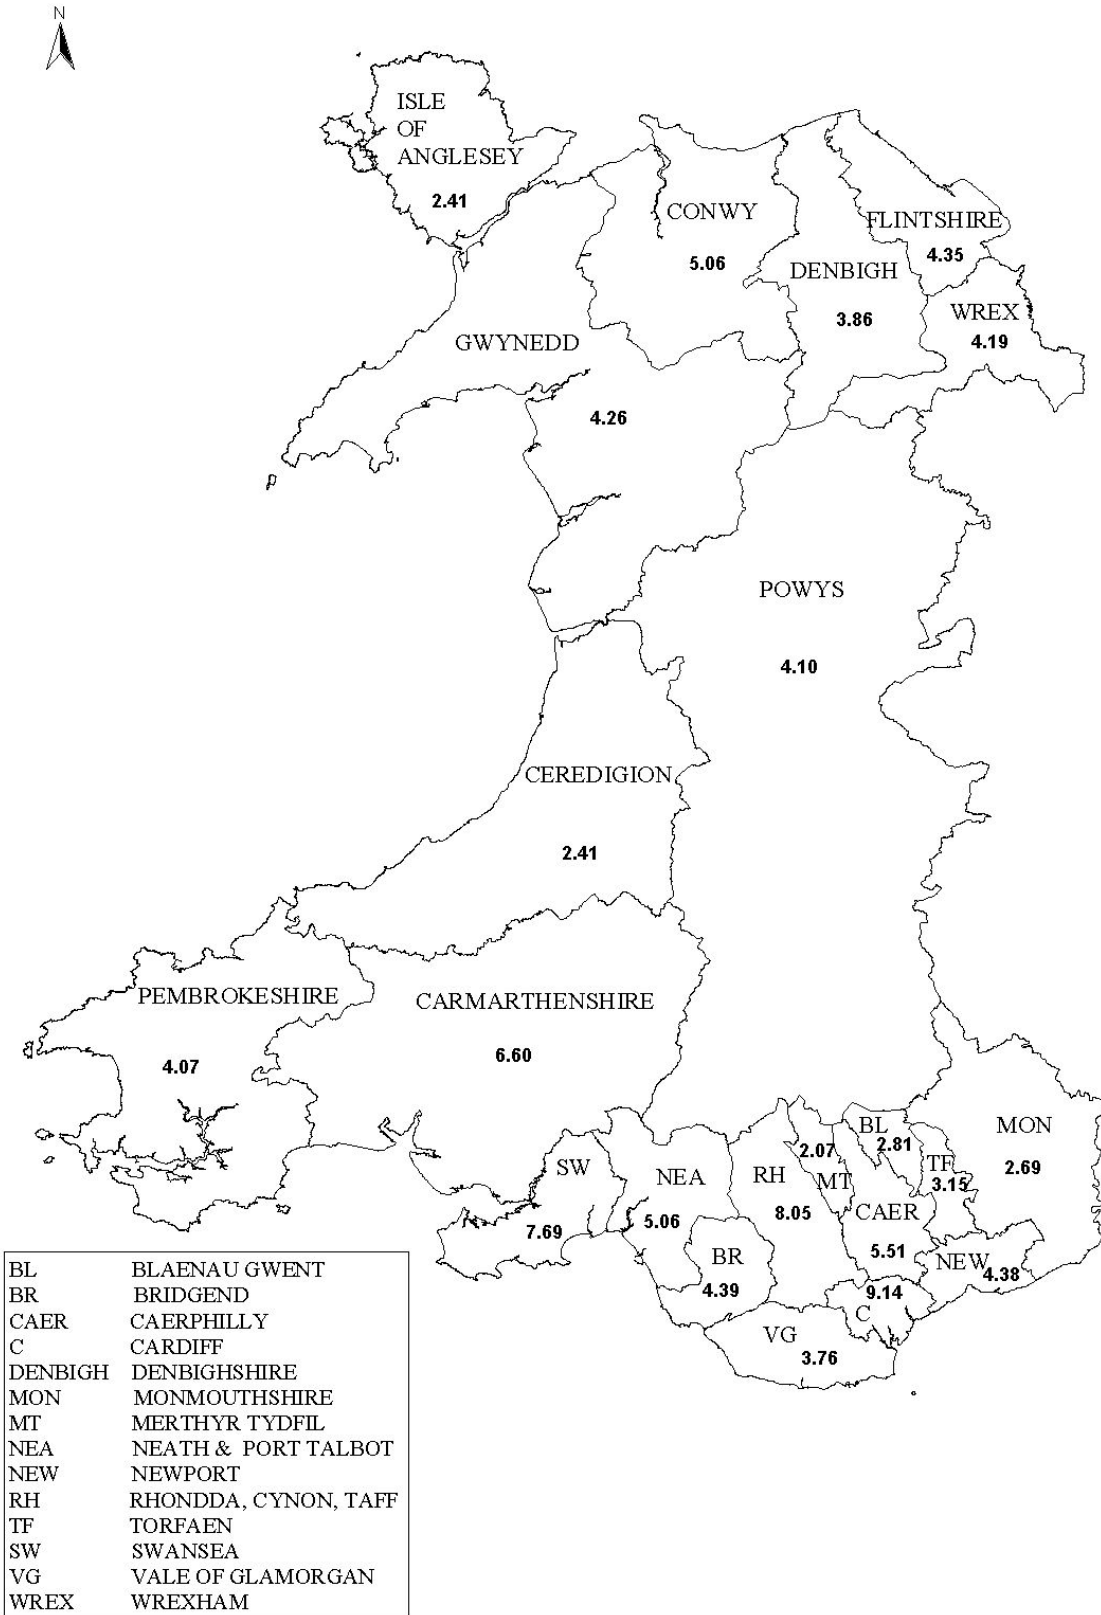 N
ISLE
OF
ANGLESEY
2.41
CONWY
5.06
FLINTSHIRE
4.35
DENBIGH
3.86
WREX
4.19
GWYNEDD
4.26
POWYS
4.10
CEREDIGION
2.41
PEMBROKESHIRE
4.07
CARMARTHENSHIRE
6.60
SW
7.69
NEA
5.06
BR
4.39
RH
8.05
2.07
MT
BL
2.81
CAER
5.51
TF
3.15
MON
2.69
NEW
4.38
9.14
C
VG
3.76
BL BLAENAU GWENT
BR BRIDGEND
CAER CAERPHILLY
C CARDIFF
DENBIGH DENBIGHSHIRE
MON MONMOUTHSHIRE
MT MERTHYR TYDFIL
NEA NEATH & PORT TALBOT
NEW NEWPORT
RH RHONDDA, CYNON, TAFF
TF TORFAEN
SW SWANSEA
VG VALE OF GLAMORGAN
WREX WREXHAM